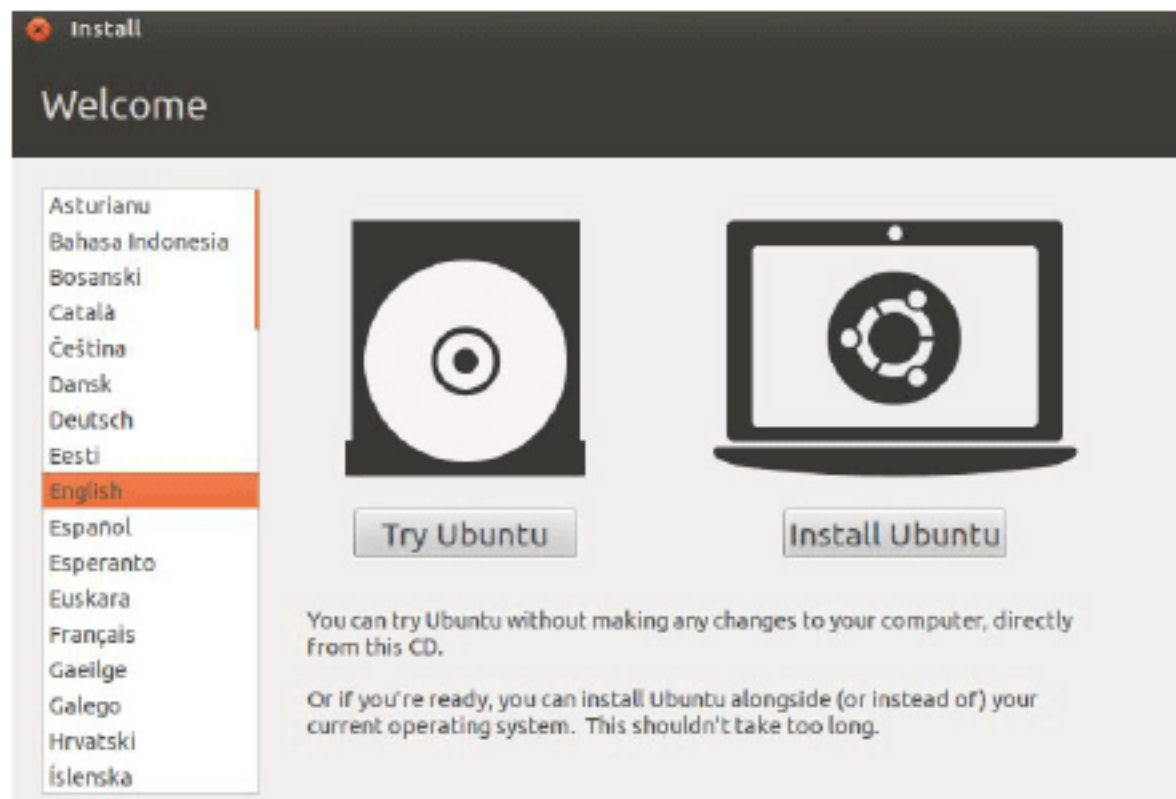 Install
Welcome
Asturianu
Bahasa Indonesia
Bosanski
Català
Čeština
Dansk
Deutsch
Eesti
English
Español
Esperanto
Euskara
Français
Gaeilge
Galego
Hrvatski
Íslenska
Try Ubuntu
Install Ubuntu
You can try Ubuntu without making any changes to your computer, directly
from this CD.
Or if you're ready, you can install Ubuntu alongside (or instead of) your
current operating system. This shouldn't take too long.